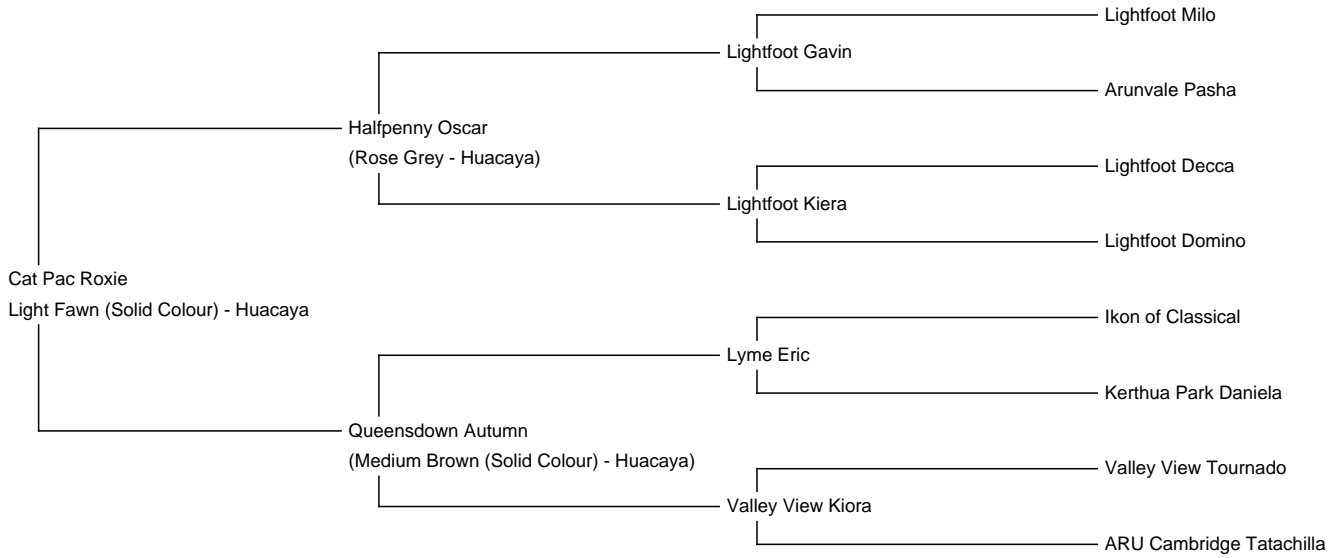 Lightfoot Milo
Lightfoot Gavin
Arunvale Pasha
Halfpenny Oscar
(Rose Grey - Huacaya)
Lightfoot Decca
Lightfoot Kiera
Lightfoot Domino
Cat Pac Roxie
Light Fawn (Solid Colour) - Huacaya
Ikon of Classical
Lyme Eric
Kerthua Park Daniela
Queensdown Autumn
(Medium Brown (Solid Colour) - Huacaya)
Valley View Tournado
Valley View Kiora
ARU Cambridge Tatachilla